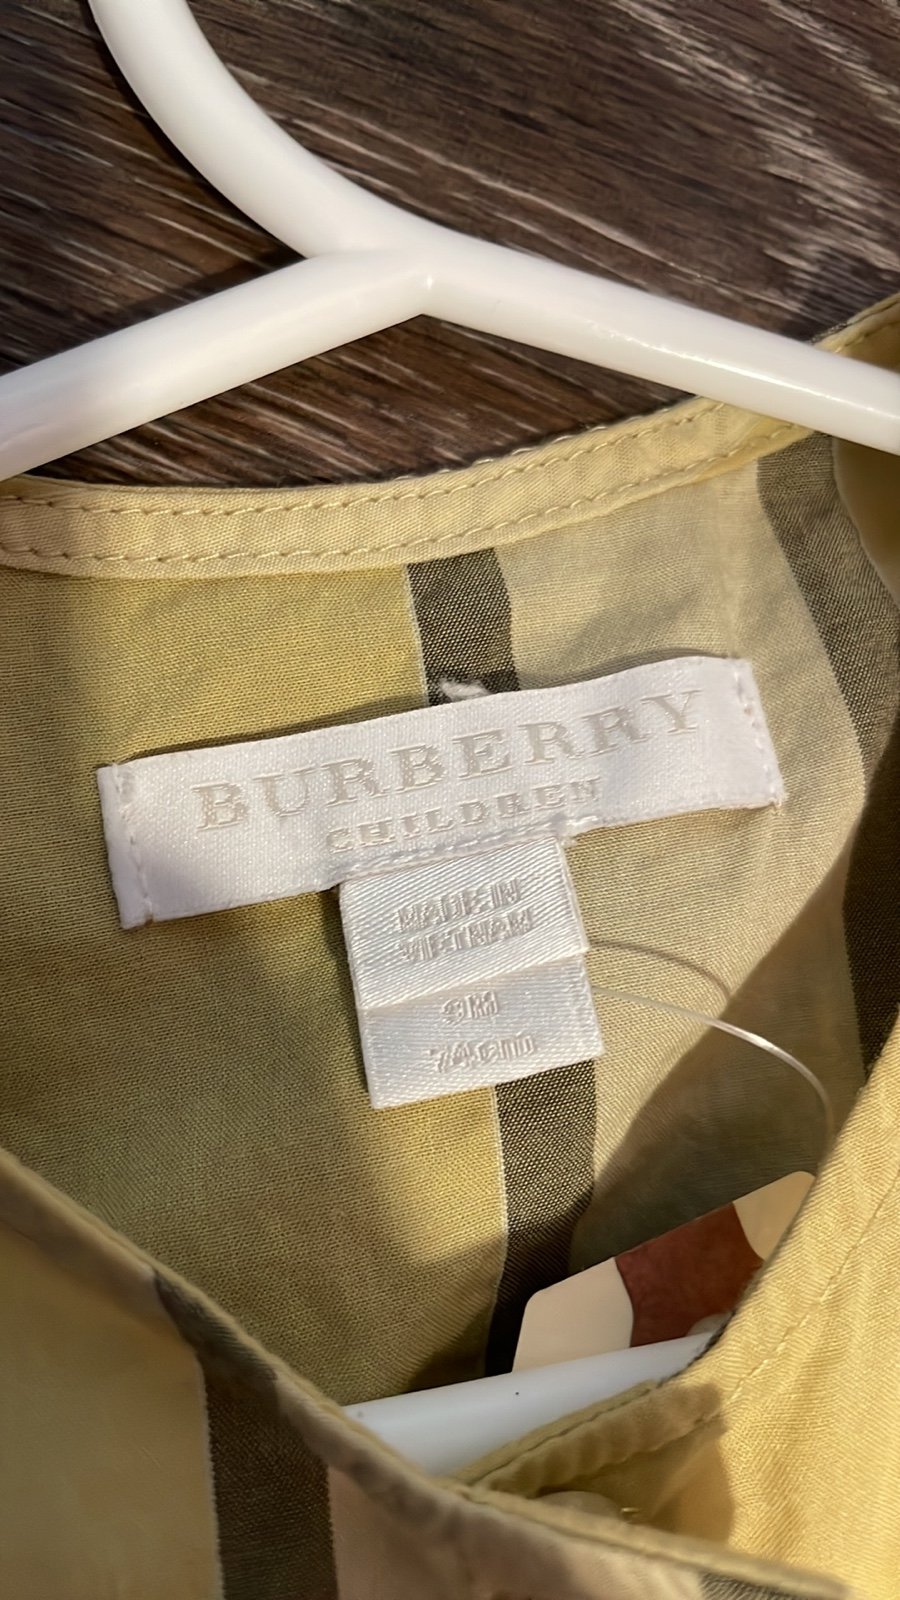 BURBERRY
CHILDREN
MADE IN
VIETNAM
9M
74cm